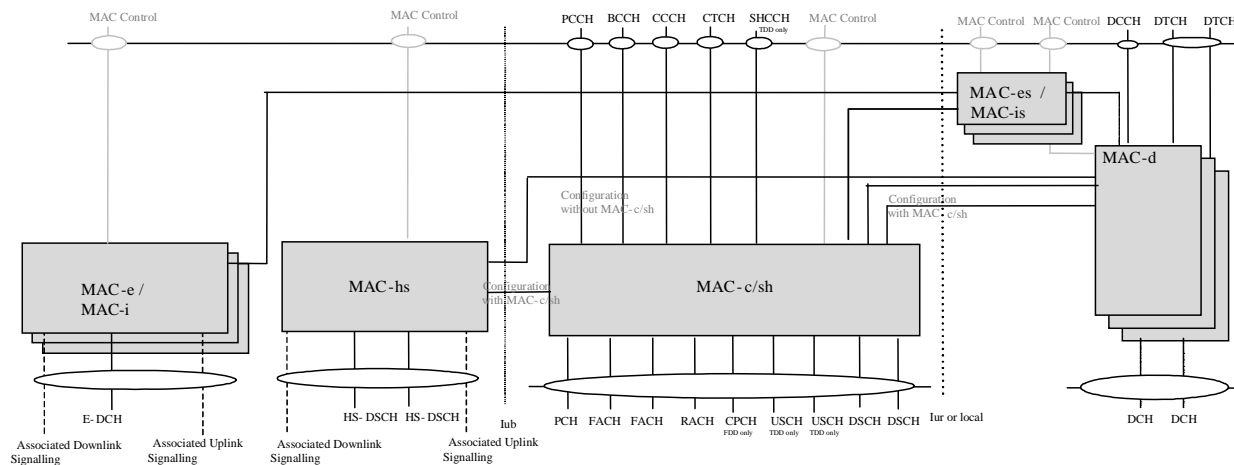 MAC Control
MAC Control
PCCH
BCCH
CCCH
CTCH
SHCCH
TDD only
MAC Control
MAC Control
MAC Control
DCCH
DTCH
DTCH
MAC-es /
MAC-is
MAC-d
Configuration
without MAC-c/sh
Configuration
with MAC-c/sh
MAC-e /
MAC-i
MAC-hs
Configuration
with MAC-c/sh
MAC-c/sh
E-DCH
HS-DSCH
HS-DSCH
Iub
PCH
FACH
FACH
RACH
CPCH
FDD only
USCH
TDD only
USCH
TDD only
DSCH
DSCH
Iur or local
DCH
DCH
Associated Downlink
Signalling
Associated Uplink
Signalling
Associated Downlink
Signalling
Associated Uplink
Signalling